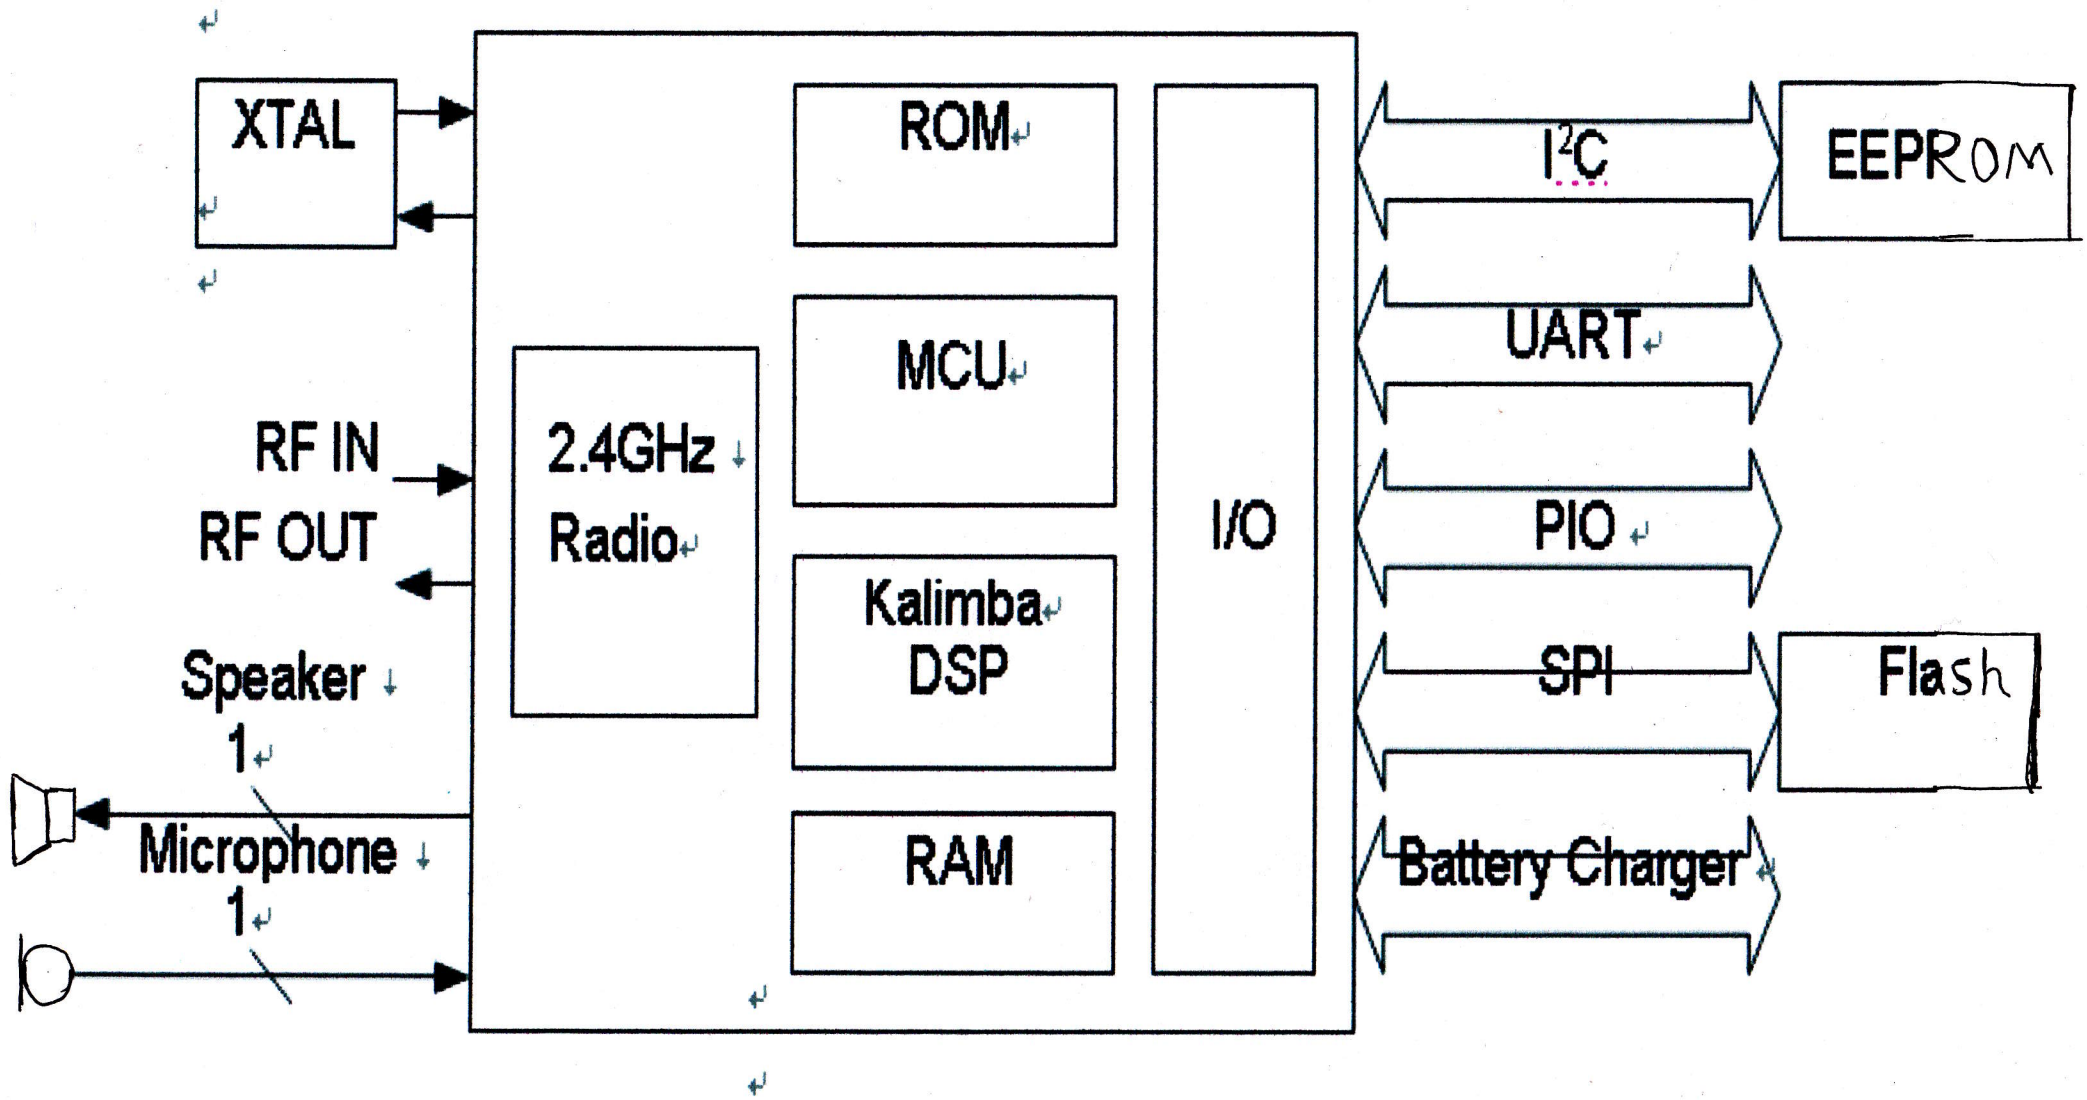 XTAL
RF IN
RF OUT
Speaker
1
Microphone
1
2.4GHz
Radio
ROM
MCU
Kalimba
DSP
RAM
I/O
I²C
UART
PIO
SPI
Battery Charger
EEPROM
Flash